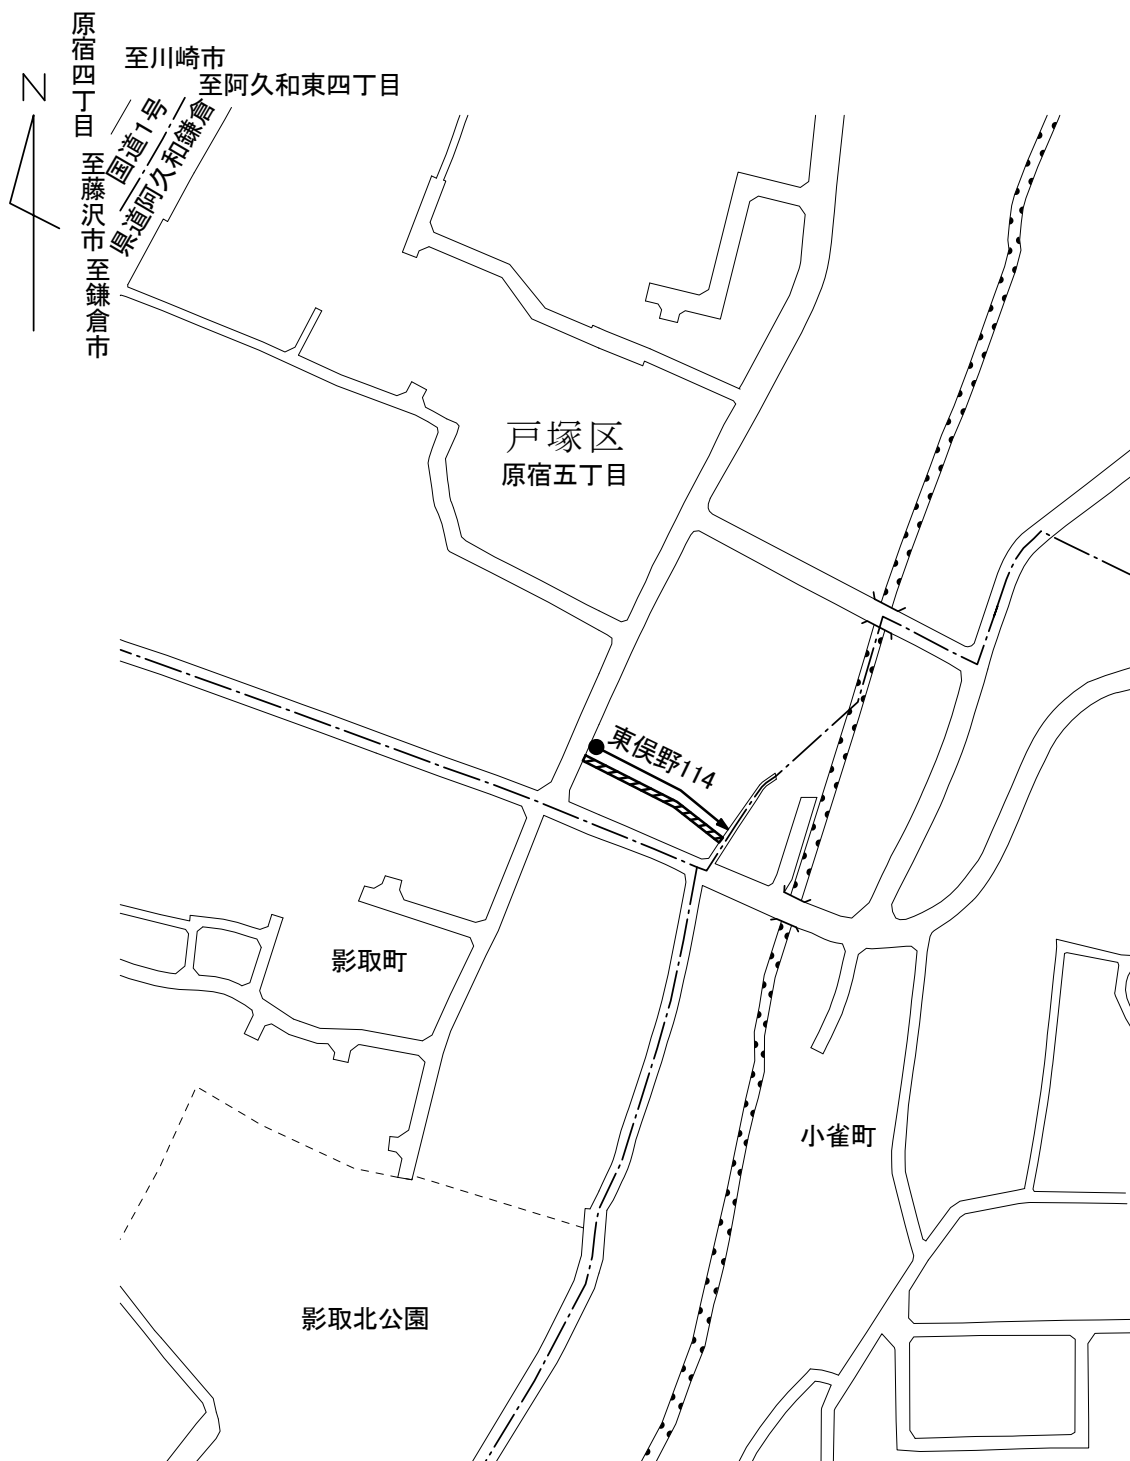 原宿四丁目
至川崎市
至阿久和東四丁目
N
国道1号
県道阿久和鎌倉
至藤沢市
至鎌倉市
戸塚区
原宿五丁目
東俣野114
影取町
小雀町
影取北公園